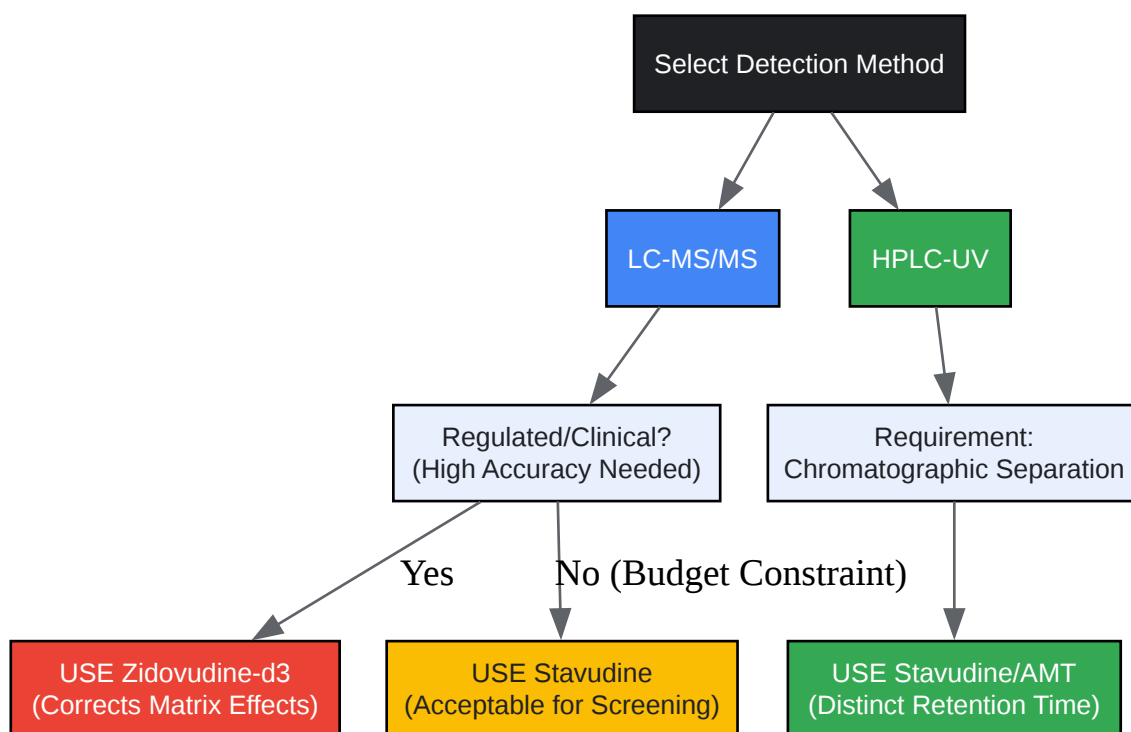 Select Detection Method
LC-MS/MS
HPLC-UV
Regulated/Clinical?
(High Accuracy Needed)
Requirement:
Chromatographic Separation
Yes
No (Budget Constraint)
USE Zidovudine-d3
(Corrects Matrix Effects)
USE Stavudine
(Acceptable for Screening)
USE Stavudine/AMT
(Distinct Retention Time)